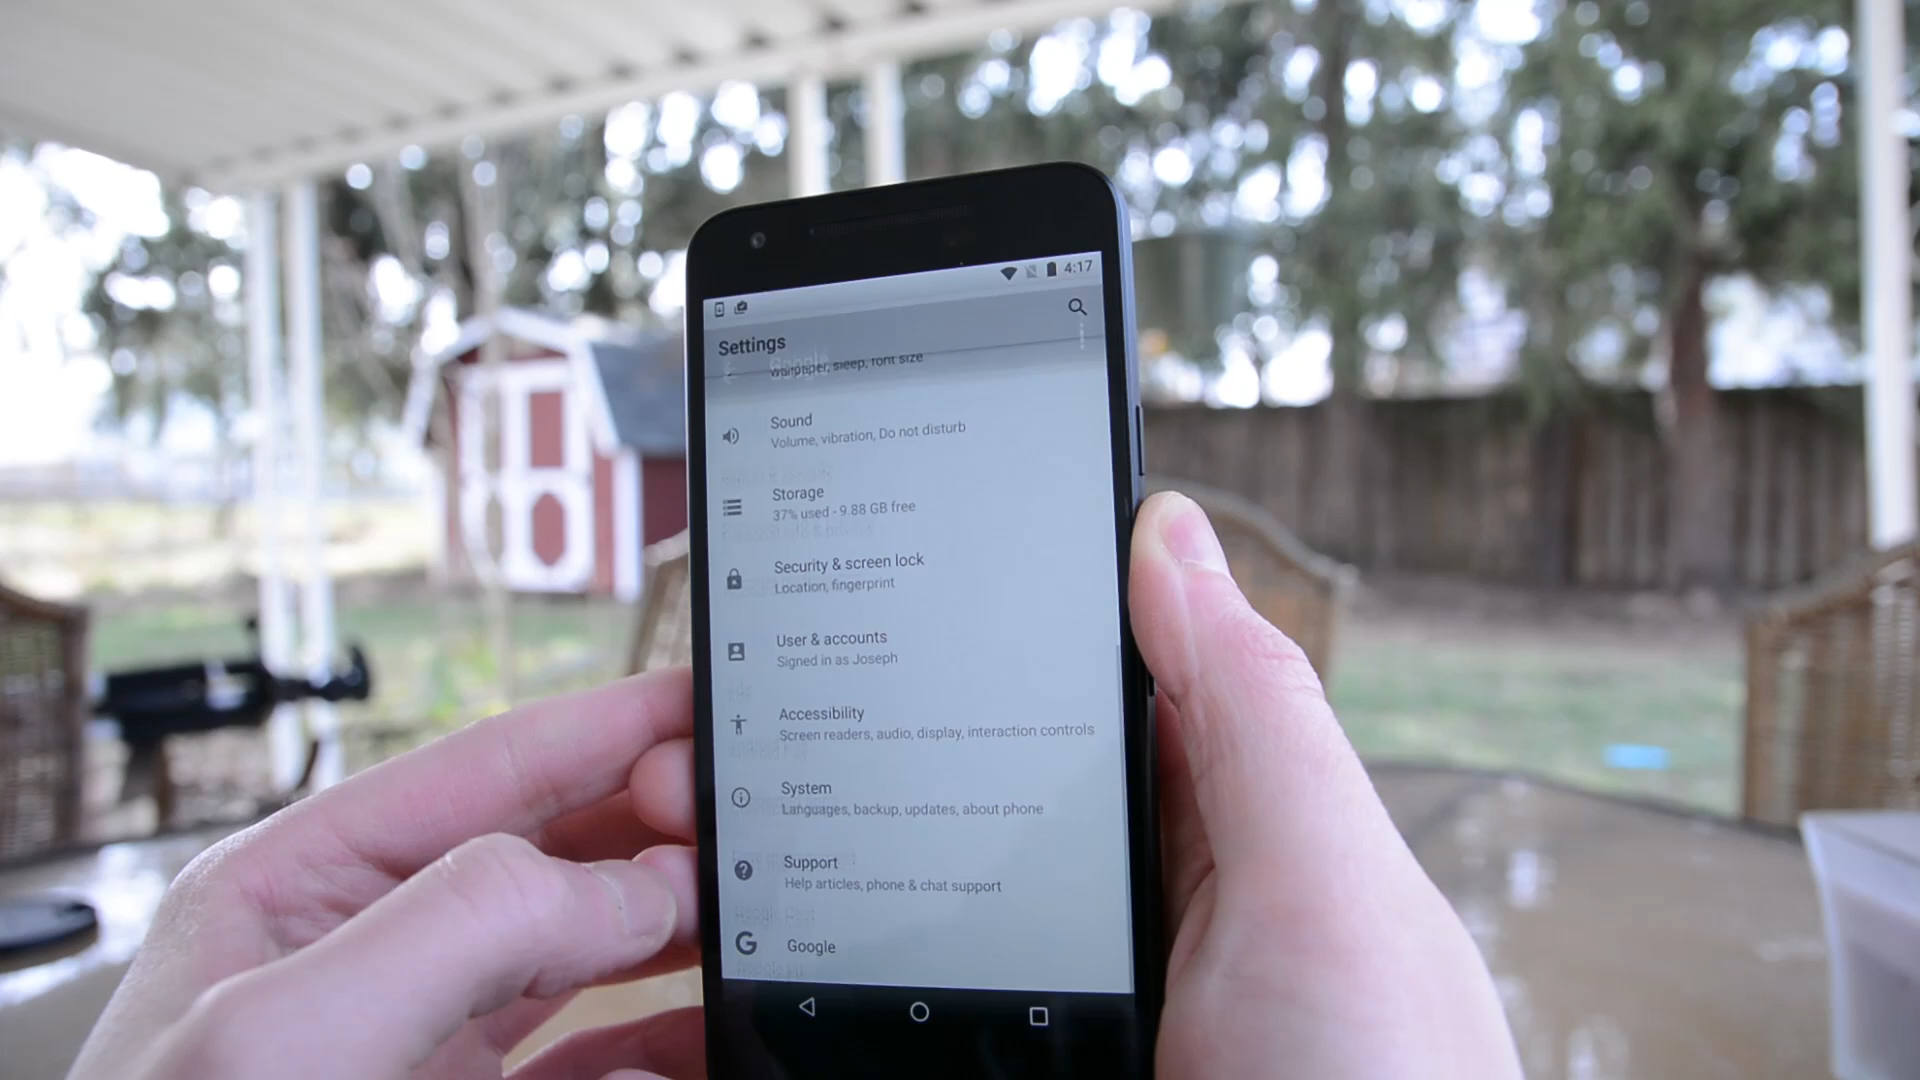 4:17
Settings
wallpaper, sleep, font size
Sound
Volume, vibration, Do not disturb
Storage
37% used - 9.88 GB free
Security & screen lock
Location, fingerprint
User & accounts
Signed in as Joseph
Accessibility
Screen readers, audio, display, interaction controls
System
Languages, backup, updates, about phone
Support
Help articles, phone & chat support
G Google